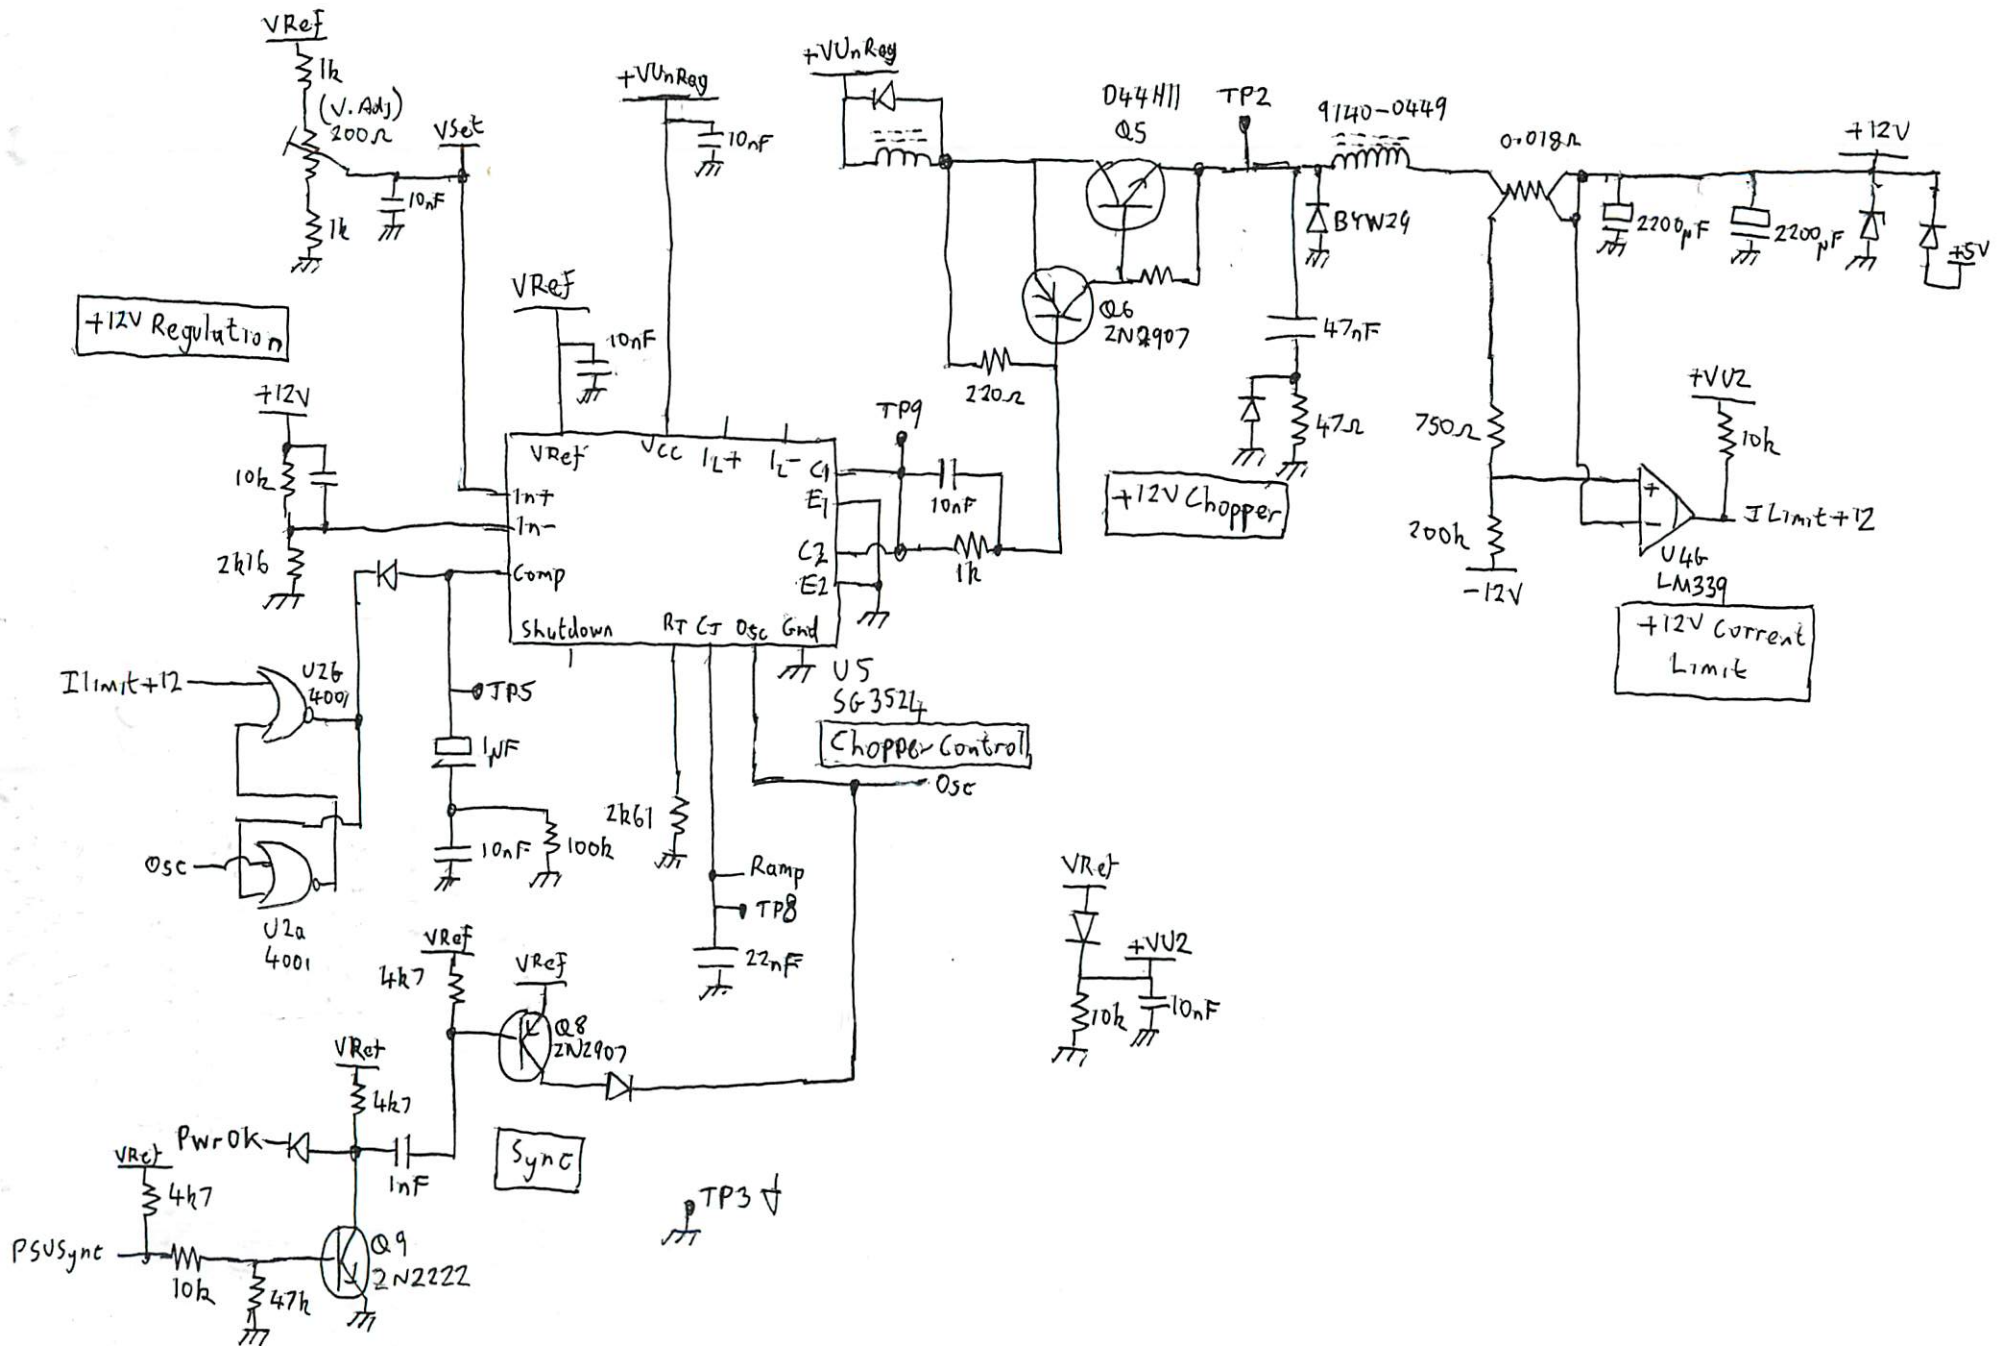 VRef
1k
(V.Adj)
200Ω
VSet
10nF
1k
+VUnReg
10nF
+VUnReg
D44H11
Q5
TP2
9140-0449
0.018Ω
+12V
BYW29
2200µF
2200µF
+5V
Q6
2N2907
220Ω
47nF
47Ω
+12V Chopper
+12V Regulation
VRef
10nF
+12V
10k
2k16
VRef
VCC
IL+
IL-
C1
E1
C2
E2
In+
In-
Comp
Shutdown
RT
CT
Osc
Gnd
TP9
10nF
1k
U5
SG3524
Chopper Control
Osc
750Ω
200k
-12V
+VU2
10k
+
-
ILimit+12
U4b
LM339
+12V Current
Limit
Ilimit+12
U2b
4001
TP5
1µF
10nF
100k
Osc
U2a
4001
2k61
Ramp
TP8
22nF
VRef
+VU2
10k
10nF
VRef
4k7
VRef
Q8
2N2907
VRef
4k7
PwrOk
1nF
Sync
VRef
4k7
PSUSync
10k
47k
Q9
2N2222
TP3